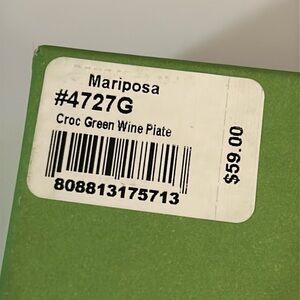 Mariposa
#4727G
Croc Green Wine Plate
808813175713
$59.00